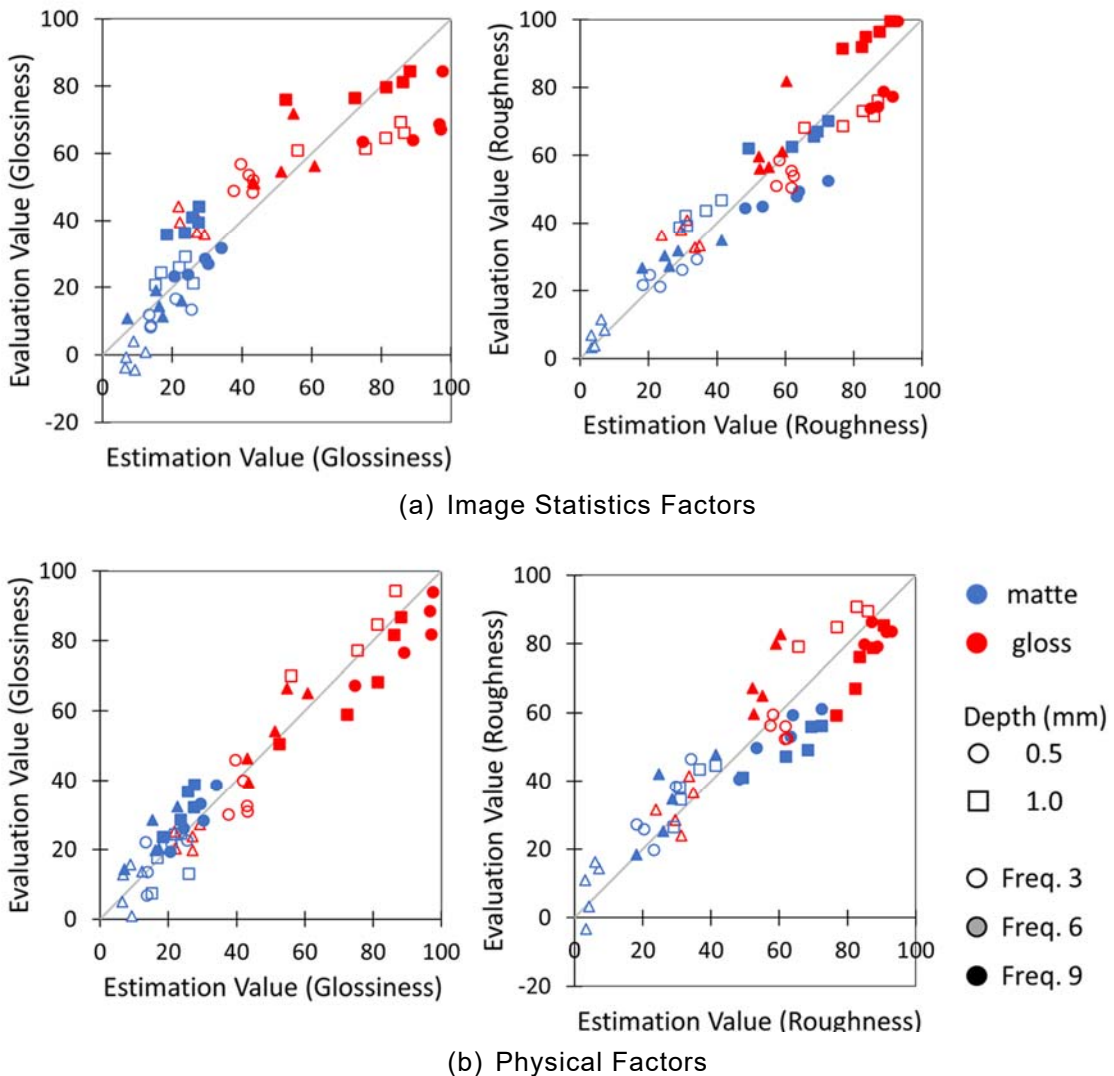 100
80
60
40
20
0
-20
Evaluation Value (Glossiness)
0 20 40 60 80 100
Estimation Value (Glossiness)
100
80
60
40
20
0
-20
Evaluation Value (Roughness)
0 20 40 60 80 100
Estimation Value (Roughness)
(a) Image Statistics Factors
100
80
60
40
20
0
Evaluation Value (Glossiness)
0 20 40 60 80 100
Estimation Value (Glossiness)
100
80
60
40
20
0
-20
Evaluation Value (Roughness)
0 20 40 60 80 100
Estimation Value (Roughness)
matte
gloss
Depth (mm)
0.5
1.0
Freq. 3
Freq. 6
Freq. 9
(b) Physical Factors